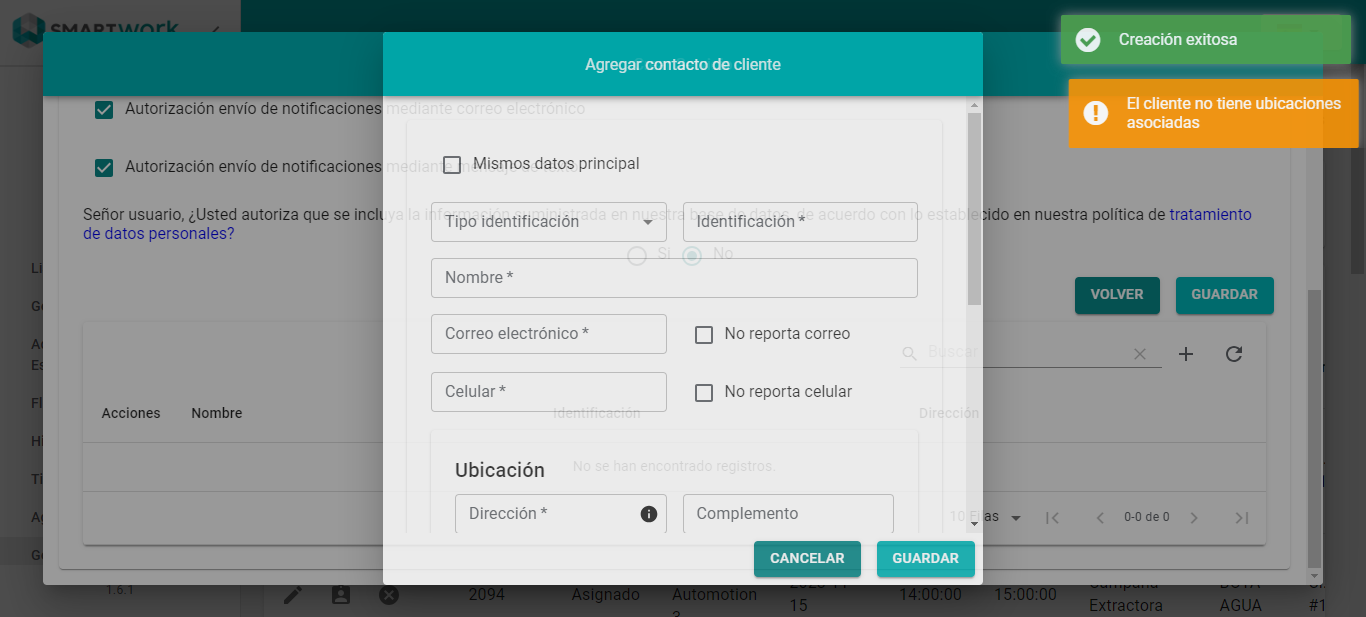 SMARTwork
Agregar contacto de cliente
Creación exitosa
El cliente no tiene ubicaciones
asociadas
Autorización envío de notificaciones mediante correo electrónico
Mismos datos principal
Autorización envío de notificaciones mediante mensaje de texto
Señor usuario, ¿Usted autoriza que se incluya la información suministrada en nuestra base de datos, de acuerdo con lo establecido en nuestra política de tratamiento
de datos personales?
Tipo identificación
Identificación *
Si
No
Nombre *
VOLVER
GUARDAR
Correo electrónico *
No reporta correo
Buscar
Celular *
No reporta celular
Acciones
Nombre
Identificación
Dirección
No se han encontrado registros.
Ubicación
Dirección *
Complemento
10 Filas
0-0 de 0
CANCELAR
GUARDAR
1.6.1
2094
Asignado
Automotion
15
14:00:00
15:00:00
Extractora
AGUA
#1